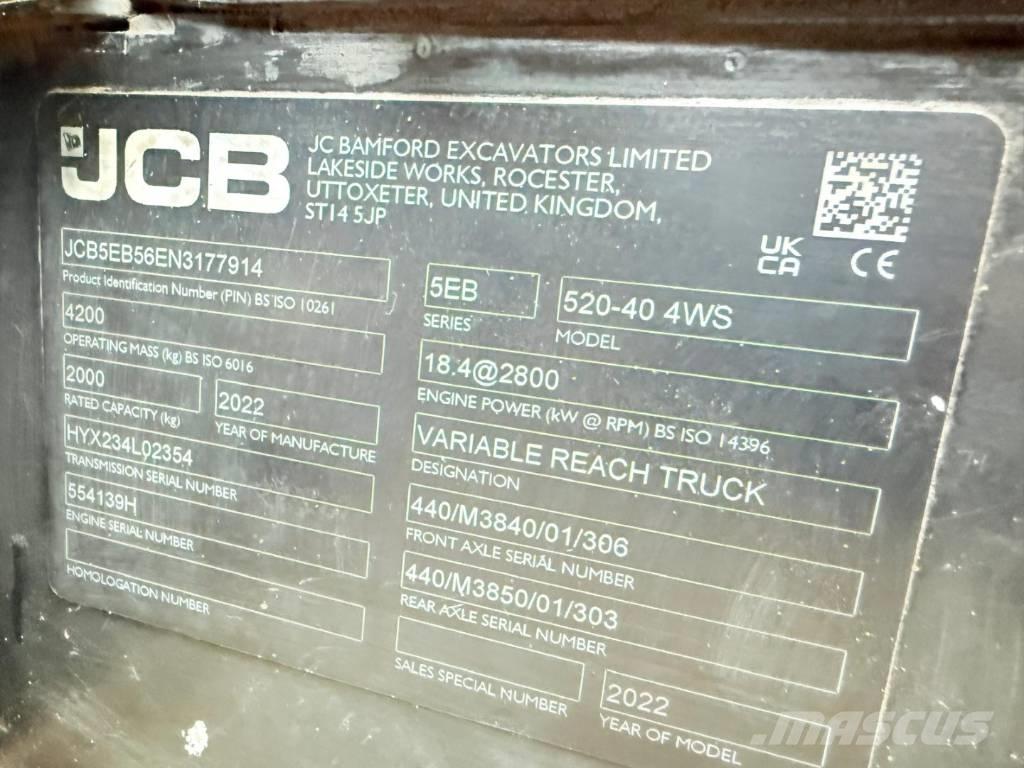 JCB
JC BAMFORD EXCAVATORS LIMITED
LAKESIDE WORKS, ROCESTER,
UTTOXETER, UNITED KINGDOM,
ST14 5JP
UK
CA
CE
JCB5EB56EN3177914
Product Identification Number (PIN) BS ISO 10261
5EB
SERIES
520-40 4WS
MODEL
4200
OPERATING MASS (kg) BS ISO 6016
18.4@2800
ENGINE POWER (kW @ RPM) BS ISO 14396
2000
RATED CAPACITY (kg)
2022
YEAR OF MANUFACTURE
VARIABLE REACH TRUCK
DESIGNATION
HYX234L02354
TRANSMISSION SERIAL NUMBER
440/M3840/01/306
FRONT AXLE SERIAL NUMBER
554139H
ENGINE SERIAL NUMBER
440/M3850/01/303
REAR AXLE SERIAL NUMBER
HOMOLOGATION NUMBER
SALES SPECIAL NUMBER
2022
YEAR OF MODEL
MASCUS